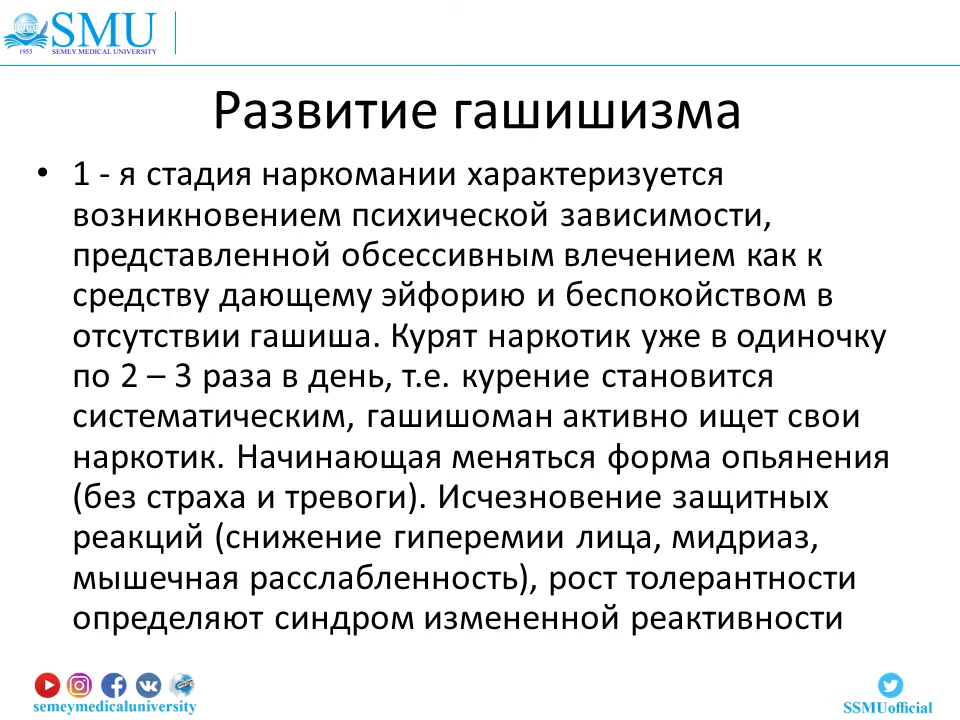 SMU
1953 SEMEY MEDICAL UNIVERSITY
Развитие гашишизма
• 1 - я стадия наркомании характеризуется
возникновением психической зависимости,
представленной обсессивным влечением как к
средству дающему эйфорию и беспокойством в
отсутствии гашиша. Курят наркотик уже в одиночку
по 2 – 3 раза в день, т.е. курение становится
систематическим, гашишоман активно ищет свои
наркотик. Начинающая меняться форма опьянения
(без страха и тревоги). Исчезновение защитных
реакций (снижение гиперемии лица, мидриаз,
мышечная расслабленность), рост толерантности
определяют синдром измененной реактивности
semeymedicaluniversity
SSMUofficial